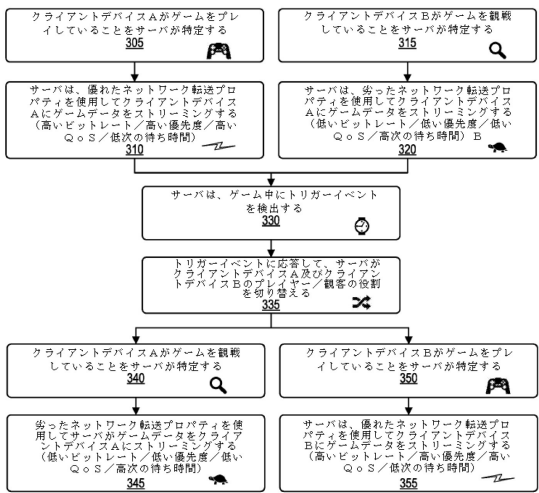 クライアントデバイスAがゲームをプレ
イしていることをサーバが特定する
305
クライアントデバイスBがゲームを観戦
していることをサーバが特定する
315
サーバは、優れたネットワーク転送プロ
パティを使用してクライアントデバイス
Aにゲームデータをストリーミングする
（高いビットレート／高い優先度／高い
QoS／低次の待ち時間）
310
サーバは、劣ったネットワーク転送プロ
パティを使用してクライアントデバイス
Aにゲームデータをストリーミングする
（低いビットレート／低い優先度／低い
QoS／高次の待ち時間） B
320
サーバは、ゲーム中にトリガーイベント
を検出する
330
トリガーイベントに応答して、サーバが
クライアントデバイスA及びクライアン
トデバイスBのプレイヤー／観客の役割
を切り替える
335
クライアントデバイスAがゲームを観戦
していることをサーバが特定する
340
クライアントデバイスBがゲームをプレ
イしていることをサーバが特定する
350
劣ったネットワーク転送プロパティを使
用してサーバがゲームデータをクライア
ントデバイスAにストリーミングする
（低いビットレート／低い優先度／低い
QoS／高次の待ち時間）
345
サーバは、優れたネットワーク転送プロ
パティを使用してクライアントデバイス
Bにゲームデータをストリーミングする
（高いビットレート／高い優先度／高い
QoS／低次の待ち時間）
355